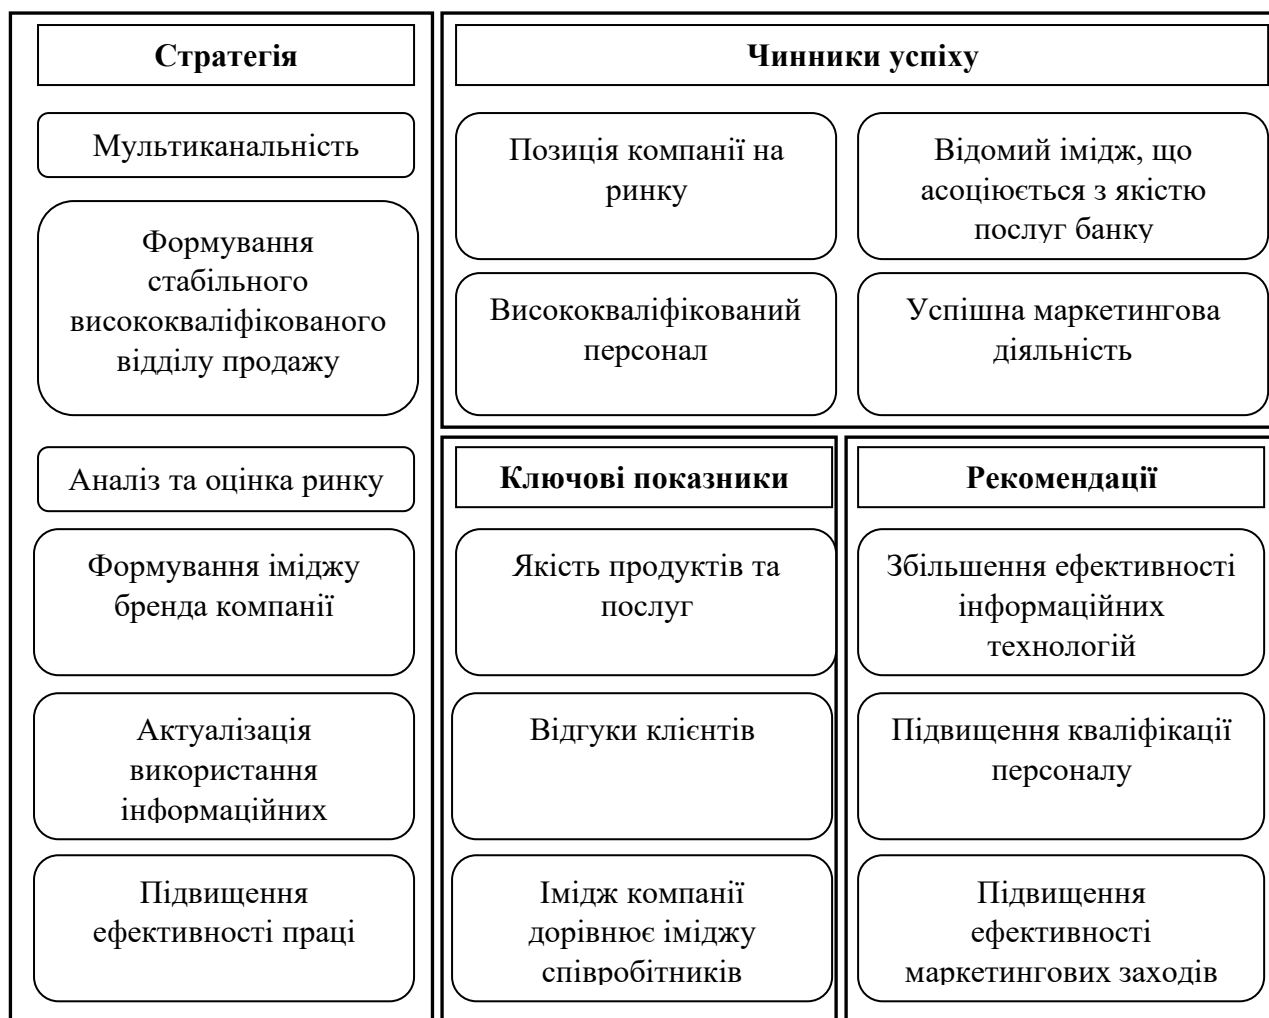 Стратегія
Мультиканальність
Формування
стабільного
висококваліфікованого
відділу продажу
Аналіз та оцінка ринку
Формування іміджу
бренда компанії
Актуалізація
використання
інформаційних
Підвищення
ефективності праці
Чинники успіху
Позиція компанії на
ринку
Відомий імідж, що
асоціюється з якістю
послуг банку
Висококваліфікований
персонал
Успішна маркетингова
діяльність
Ключові показники
Якість продуктів та
послуг
Відгуки клієнтів
Імідж компанії
дорівнює іміджу
співробітників
Рекомендації
Збільшення ефективності
інформаційних
технологій
Підвищення кваліфікації
персоналу
Підвищення
ефективності
маркетингових заходів